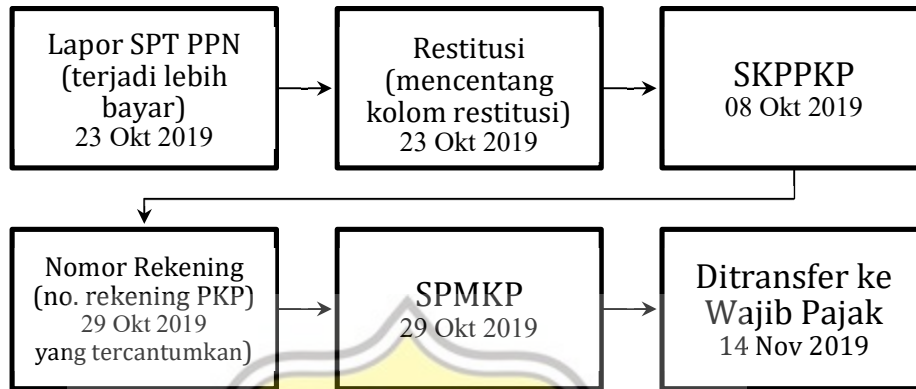 Lapor SPT PPN
(terjadi lebih
bayar)
23 Okt 2019
Restitusi
(mencentang
kolom restitusi)
23 Okt 2019
SKPPKP
08 Okt 2019
Nomor Rekening
(no. rekening PKP)
29 Okt 2019
yang tercantumkan)
SPMKP
29 Okt 2019
Ditransfer ke
Wajib Pajak
14 Nov 2019